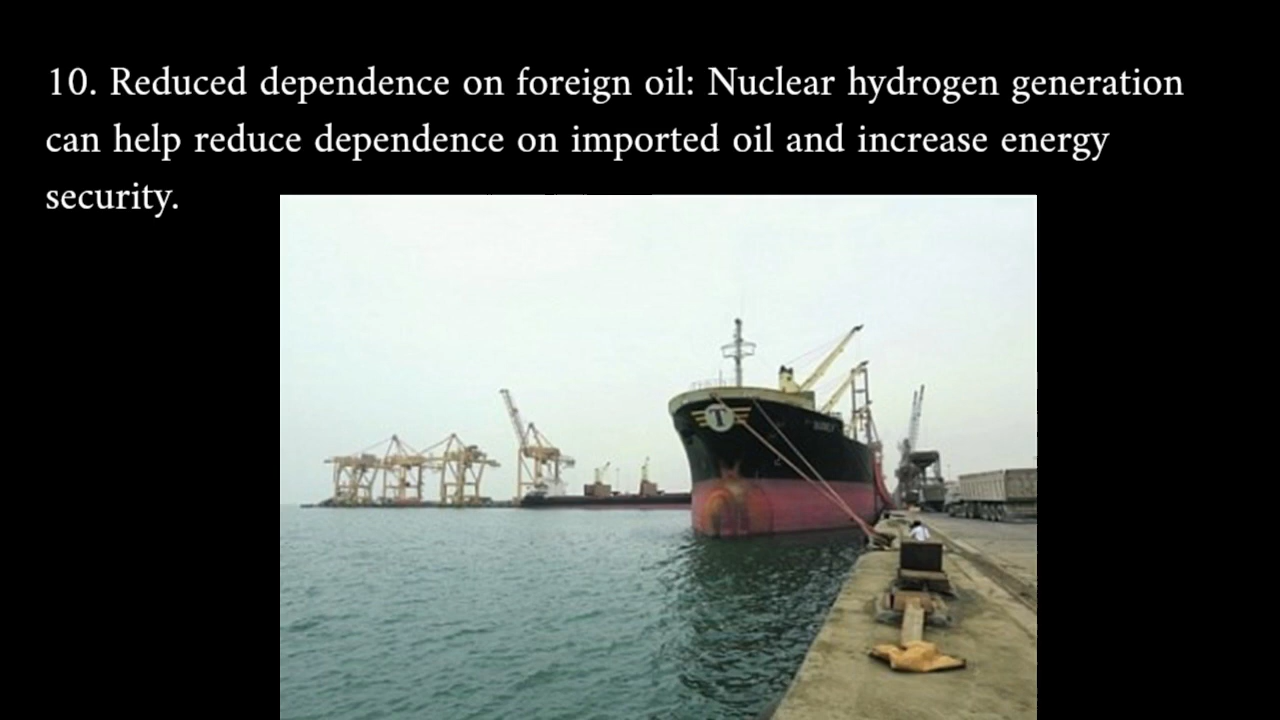 10. Reduced dependence on foreign oil: Nuclear hydrogen generation
can help reduce dependence on imported oil and increase energy
security.
T